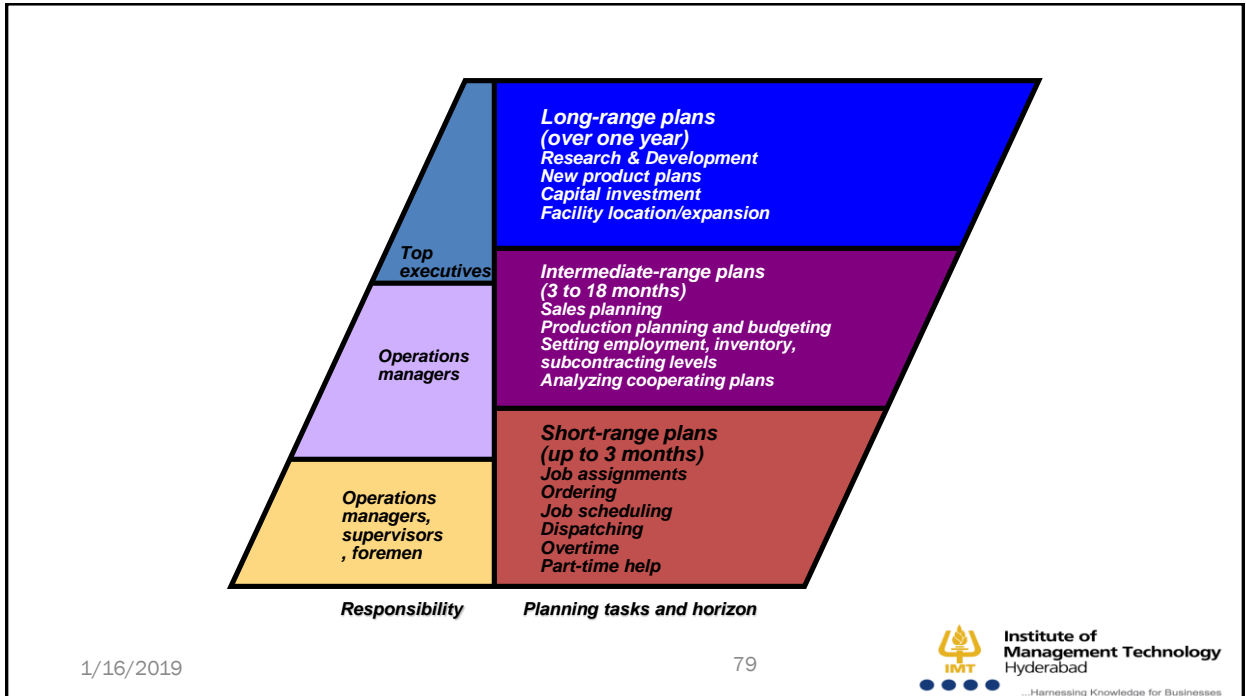 Long-range plans
(over one year)
Research & Development
New product plans
Capital investment
Facility location/expansion
Top
executives
Intermediate-range plans
(3 to 18 months)
Sales planning
Production planning and budgeting
Setting employment, inventory,
subcontracting levels
Analyzing cooperating plans
Operations
managers
Short-range plans
(up to 3 months)
Job assignments
Ordering
Job scheduling
Dispatching
Overtime
Part-time help
Operations
managers,
supervisors
, foremen
Responsibility
Planning tasks and horizon
1/16/2019
79
IMT
Institute of
Management Technology
Hyderabad
...Harnessing Knowledge for Businesses